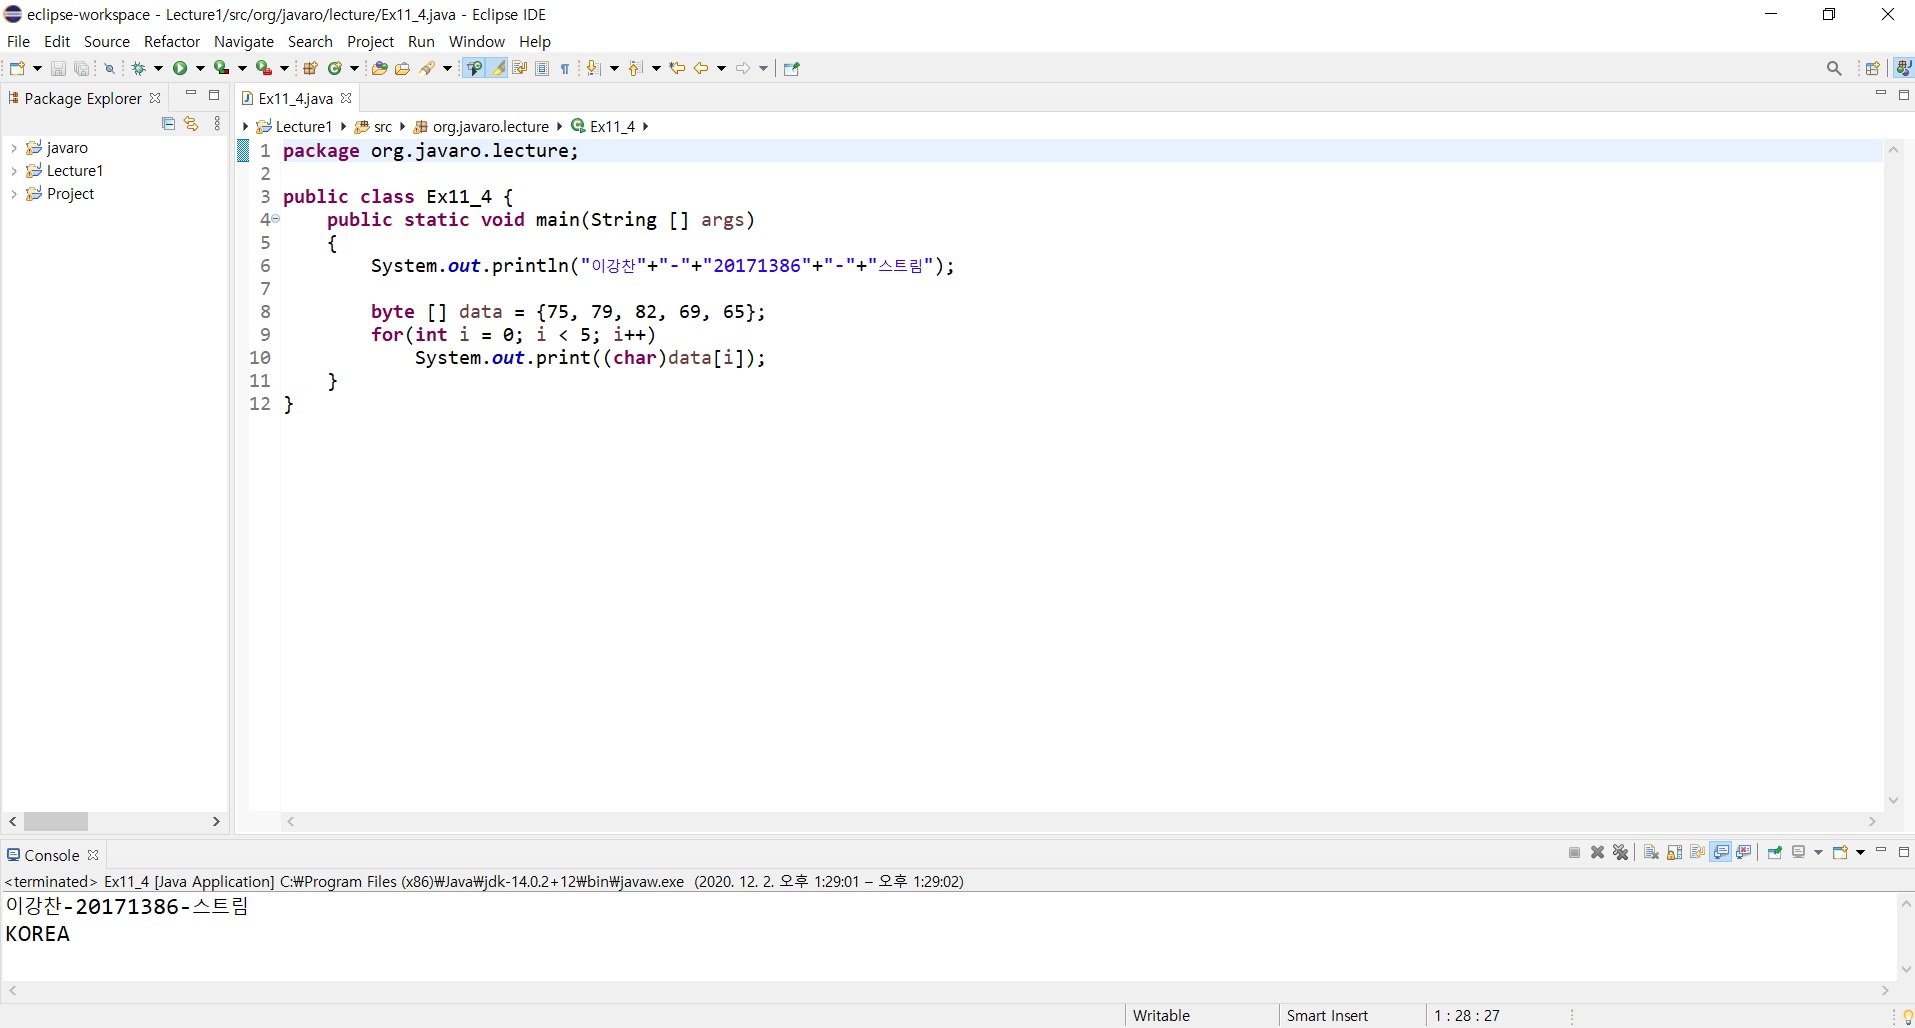 eclipse-workspace - Lecture1/src/org/javaro/lecture/Ex11_4.java - Eclipse IDE
File Edit Source Refactor Navigate Search Project Run Window Help
Package Explorer
Ex11_4.java
Lecture1 src org.javaro.lecture Ex11_4
javaro
Lecture1
Project
1 package org.javaro.lecture;
2
3 public class Ex11_4 {
4 public static void main(String [] args)
5 {
6 System.out.println("이강찬"+"-"+"20171386"+"-"+"스트림");
7
8 byte [] data = {75, 79, 82, 69, 65};
9 for(int i = 0; i < 5; i++)
10 System.out.print((char)data[i]);
11 }
12 }
Console
<terminated> Ex11_4 [Java Application] C:₩Program Files (x86)₩Java₩jdk-14.0.2+12₩bin₩javaw.exe (2020. 12. 2. 오후 1:29:01 – 오후 1:29:02)
이강찬-20171386-스트림
KOREA
Writable Smart Insert 1 : 28 : 27